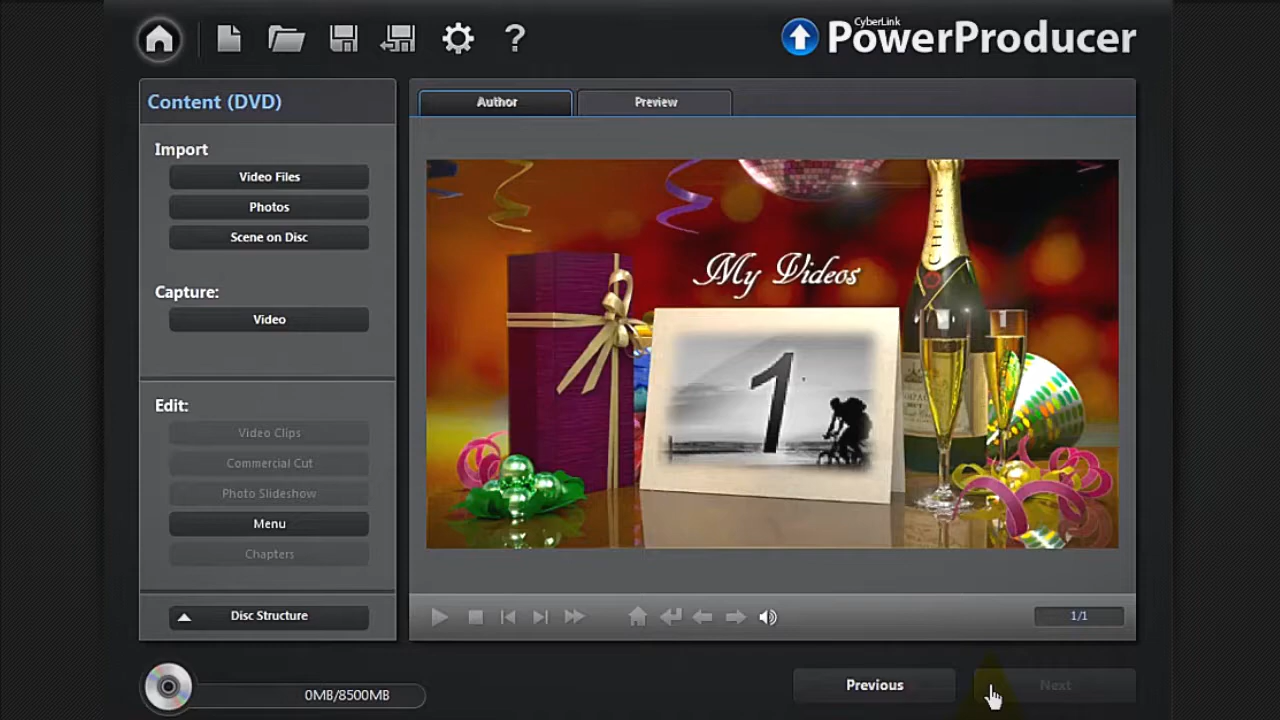 ?
CyberLink
PowerProducer
Content (DVD)
Author
Preview
Import
Video Files
Photos
Scene on Disc
Capture:
Video
Edit:
Video Clips
Commercial Cut
Photo Slideshow
Menu
Chapters
Disc Structure
My Videos
1
CHEER
1/1
0MB/8500MB
Previous
Next